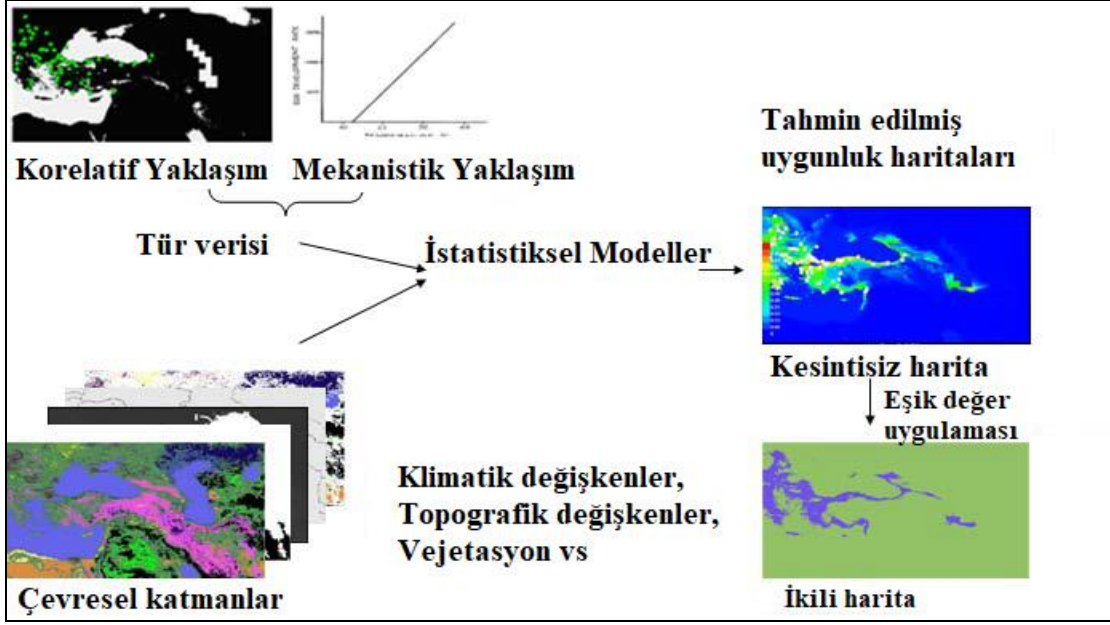 Korelatif Yaklaşım
Mekanistik Yaklaşım
Tür verisi
İstatistiksel Modeller
Tahmin edilmiş
uygunluk haritaları
Kesintisiz harita
Eşik değer
uygulaması
Klimatik değişkenler,
Topografik değişkenler,
Vejetasyon vs
Çevresel katmanlar
İkili harita